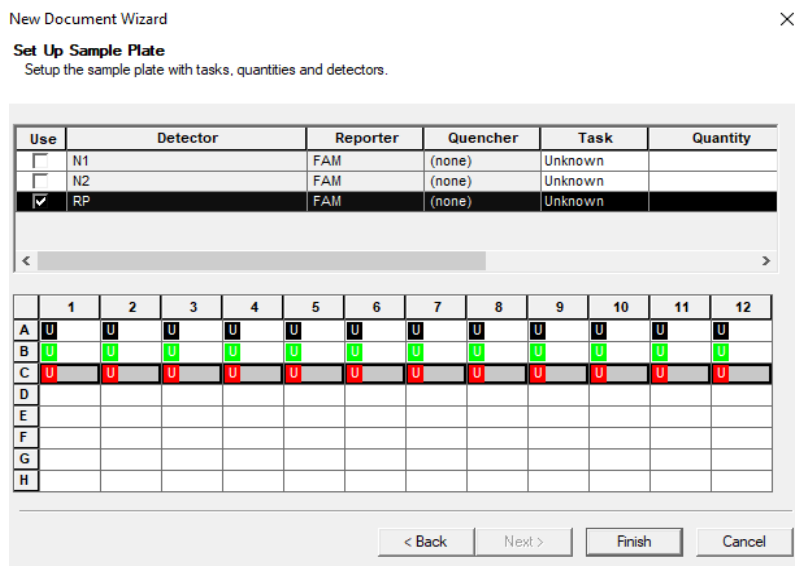 New Document Wizard
Set Up Sample Plate
Setup the sample plate with tasks, quantities and detectors.
Use Detector Reporter Quencher Task Quantity
N1 FAM (none) Unknown
N2 FAM (none) Unknown
RP FAM (none) Unknown
1 2 3 4 5 6 7 8 9 10 11 12
A U U U U U U U U U U U U
B U U U U U U U U U U U U
C U U U U U U U U U U U U
D
E
F
G
H
< Back Next > Finish Cancel